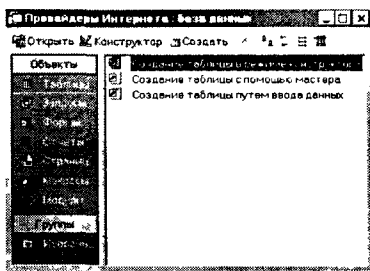 Провайдеры Интернета : база данных
Открыть Конструктор Создать
Объекты
Таблицы
Запросы
Формы
Отчеты
Страницы
Макросы
Модули
Группы
Создание таблицы в режиме конструктора
Создание таблицы с помощью мастера
Создание таблицы путем ввода данных